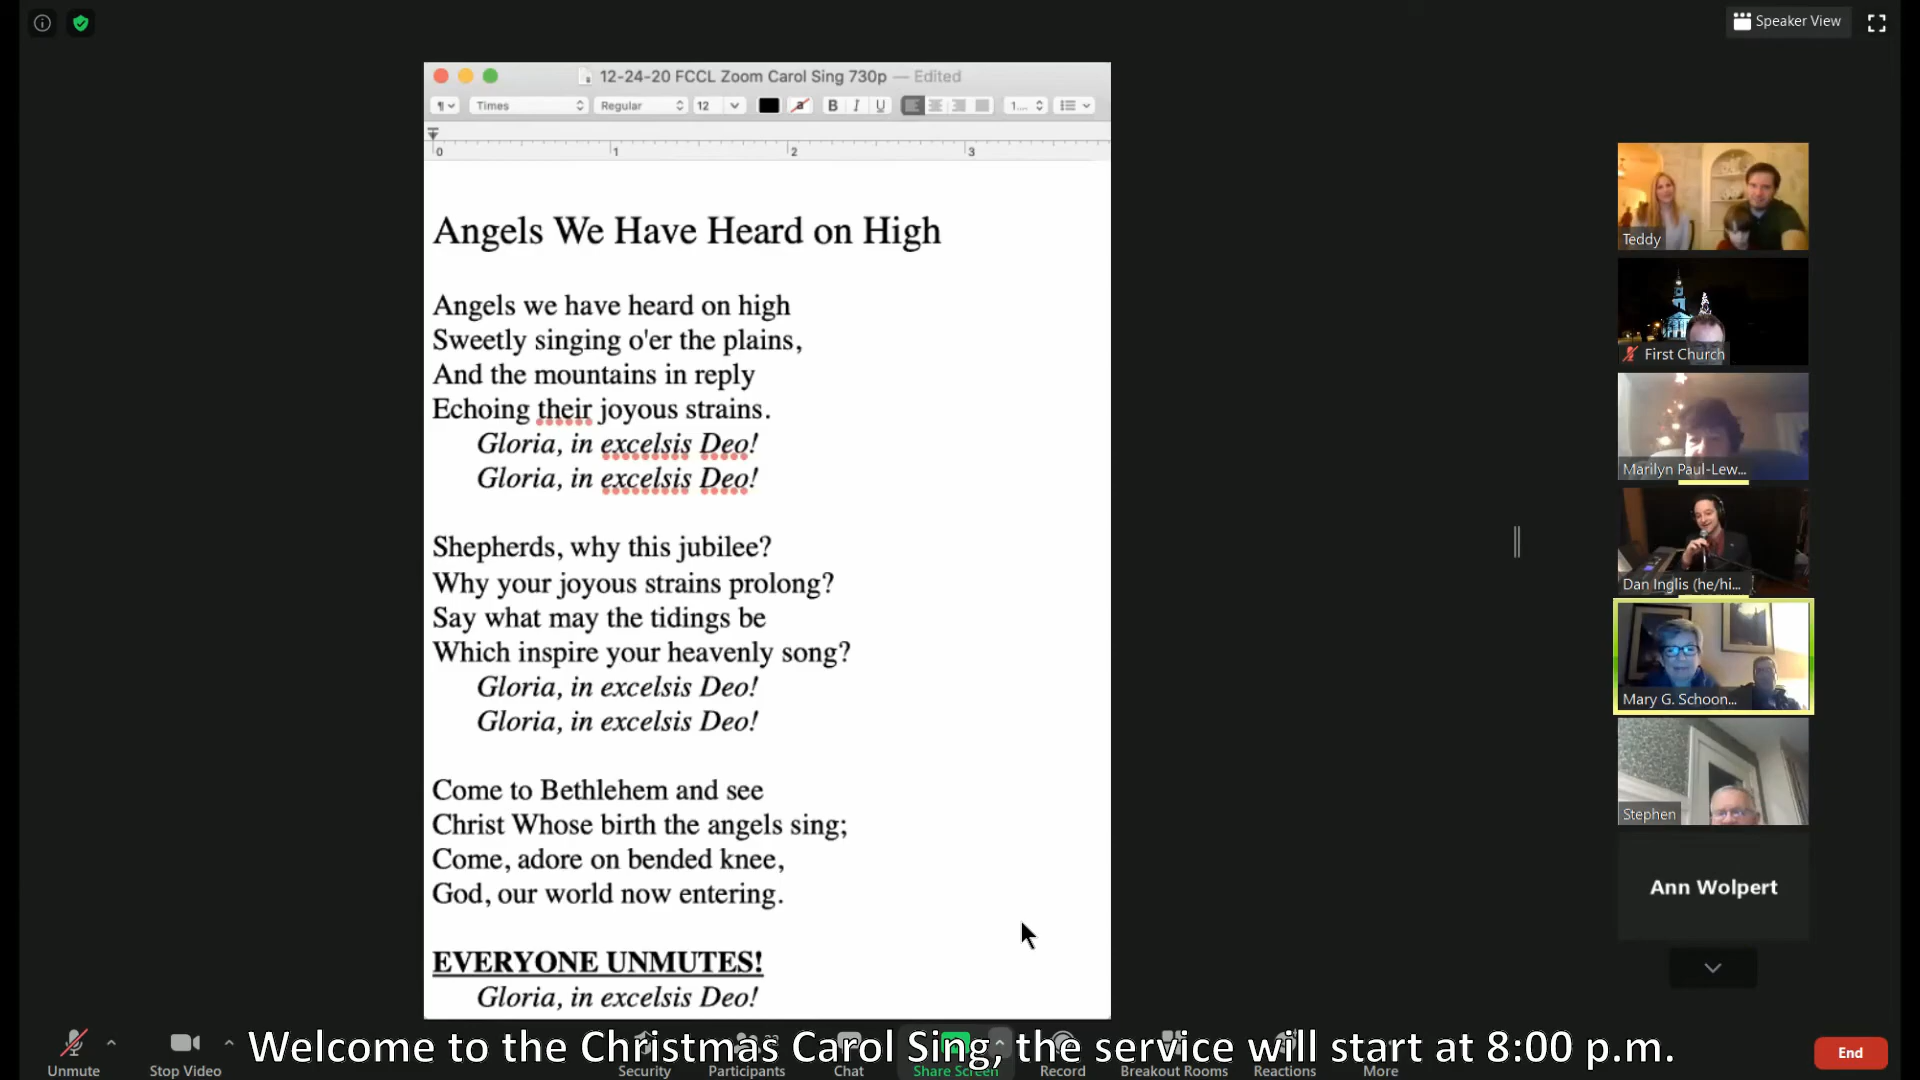 Speaker View
12-24-20 FCCL Zoom Carol Sing 730p — Edited
Times
Regular
12
B I U
1...
0 1 2 3
Angels We Have Heard on High
Angels we have heard on high
Sweetly singing o'er the plains,
And the mountains in reply
Echoing their joyous strains.
Gloria, in excelsis Deo!
Gloria, in excelsis Deo!
Shepherds, why this jubilee?
Why your joyous strains prolong?
Say what may the tidings be
Which inspire your heavenly song?
Gloria, in excelsis Deo!
Gloria, in excelsis Deo!
Come to Bethlehem and see
Christ Whose birth the angels sing;
Come, adore on bended knee,
God, our world now entering.
EVERYONE UNMUTES!
Gloria, in excelsis Deo!
Teddy
First Church
Marilyn Paul-Lew...
Dan Inglis (he/hi...
Mary G. Schoon...
Stephen
Ann Wolpert
Welcome to the Christmas Carol Sing, the service will start at 8:00 p.m.
Unmute
Stop Video
Security
Participants
Chat
Share Screen
Record
Breakout Rooms
Reactions
More
End